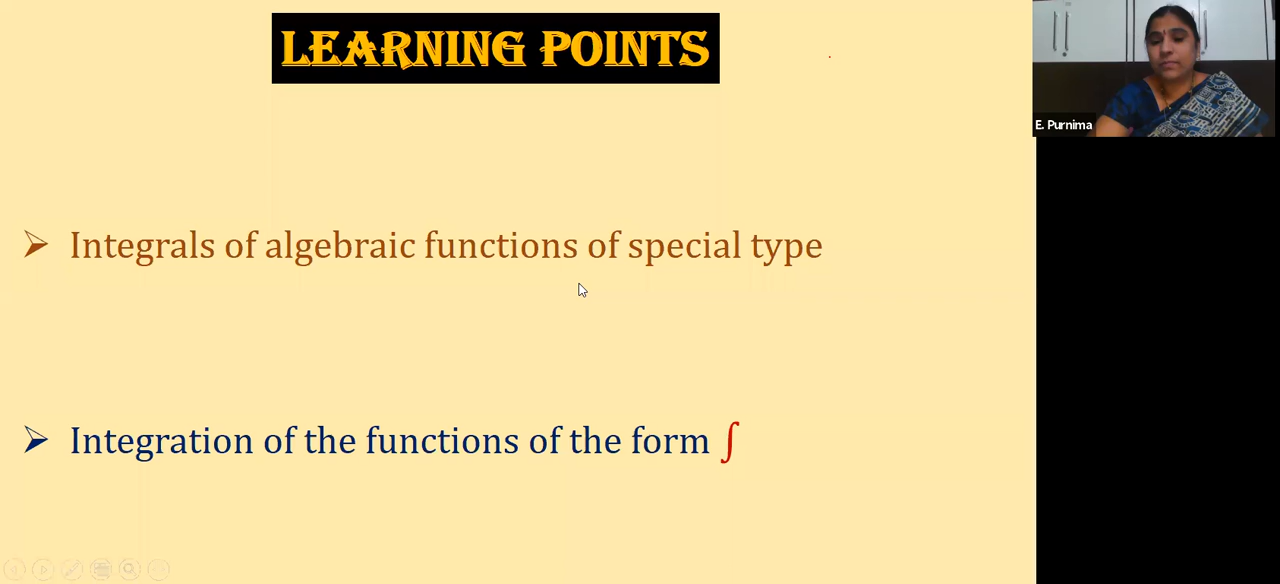 LEARNING POINTS
E. Purnima
➢ Integrals of algebraic functions of special type
➢ Integration of the functions of the form ∫